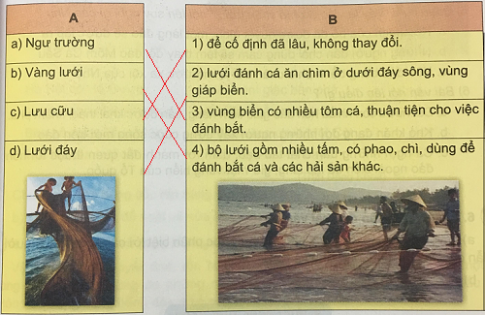 A
B
a) Ngư trường
1) để cố định đã lâu, không thay đổi.
b) Vàng lưới
2) lưới đánh cá ăn chìm ở dưới đáy sông, vùng
giáp biển.
c) Lưu cữu
3) vùng biển có nhiều tôm cá, thuận tiện cho việc
đánh bắt.
d) Lưới đáy
4) bộ lưới gồm nhiều tấm, có phao, chì, dùng để
đánh bắt cá và các hải sản khác.